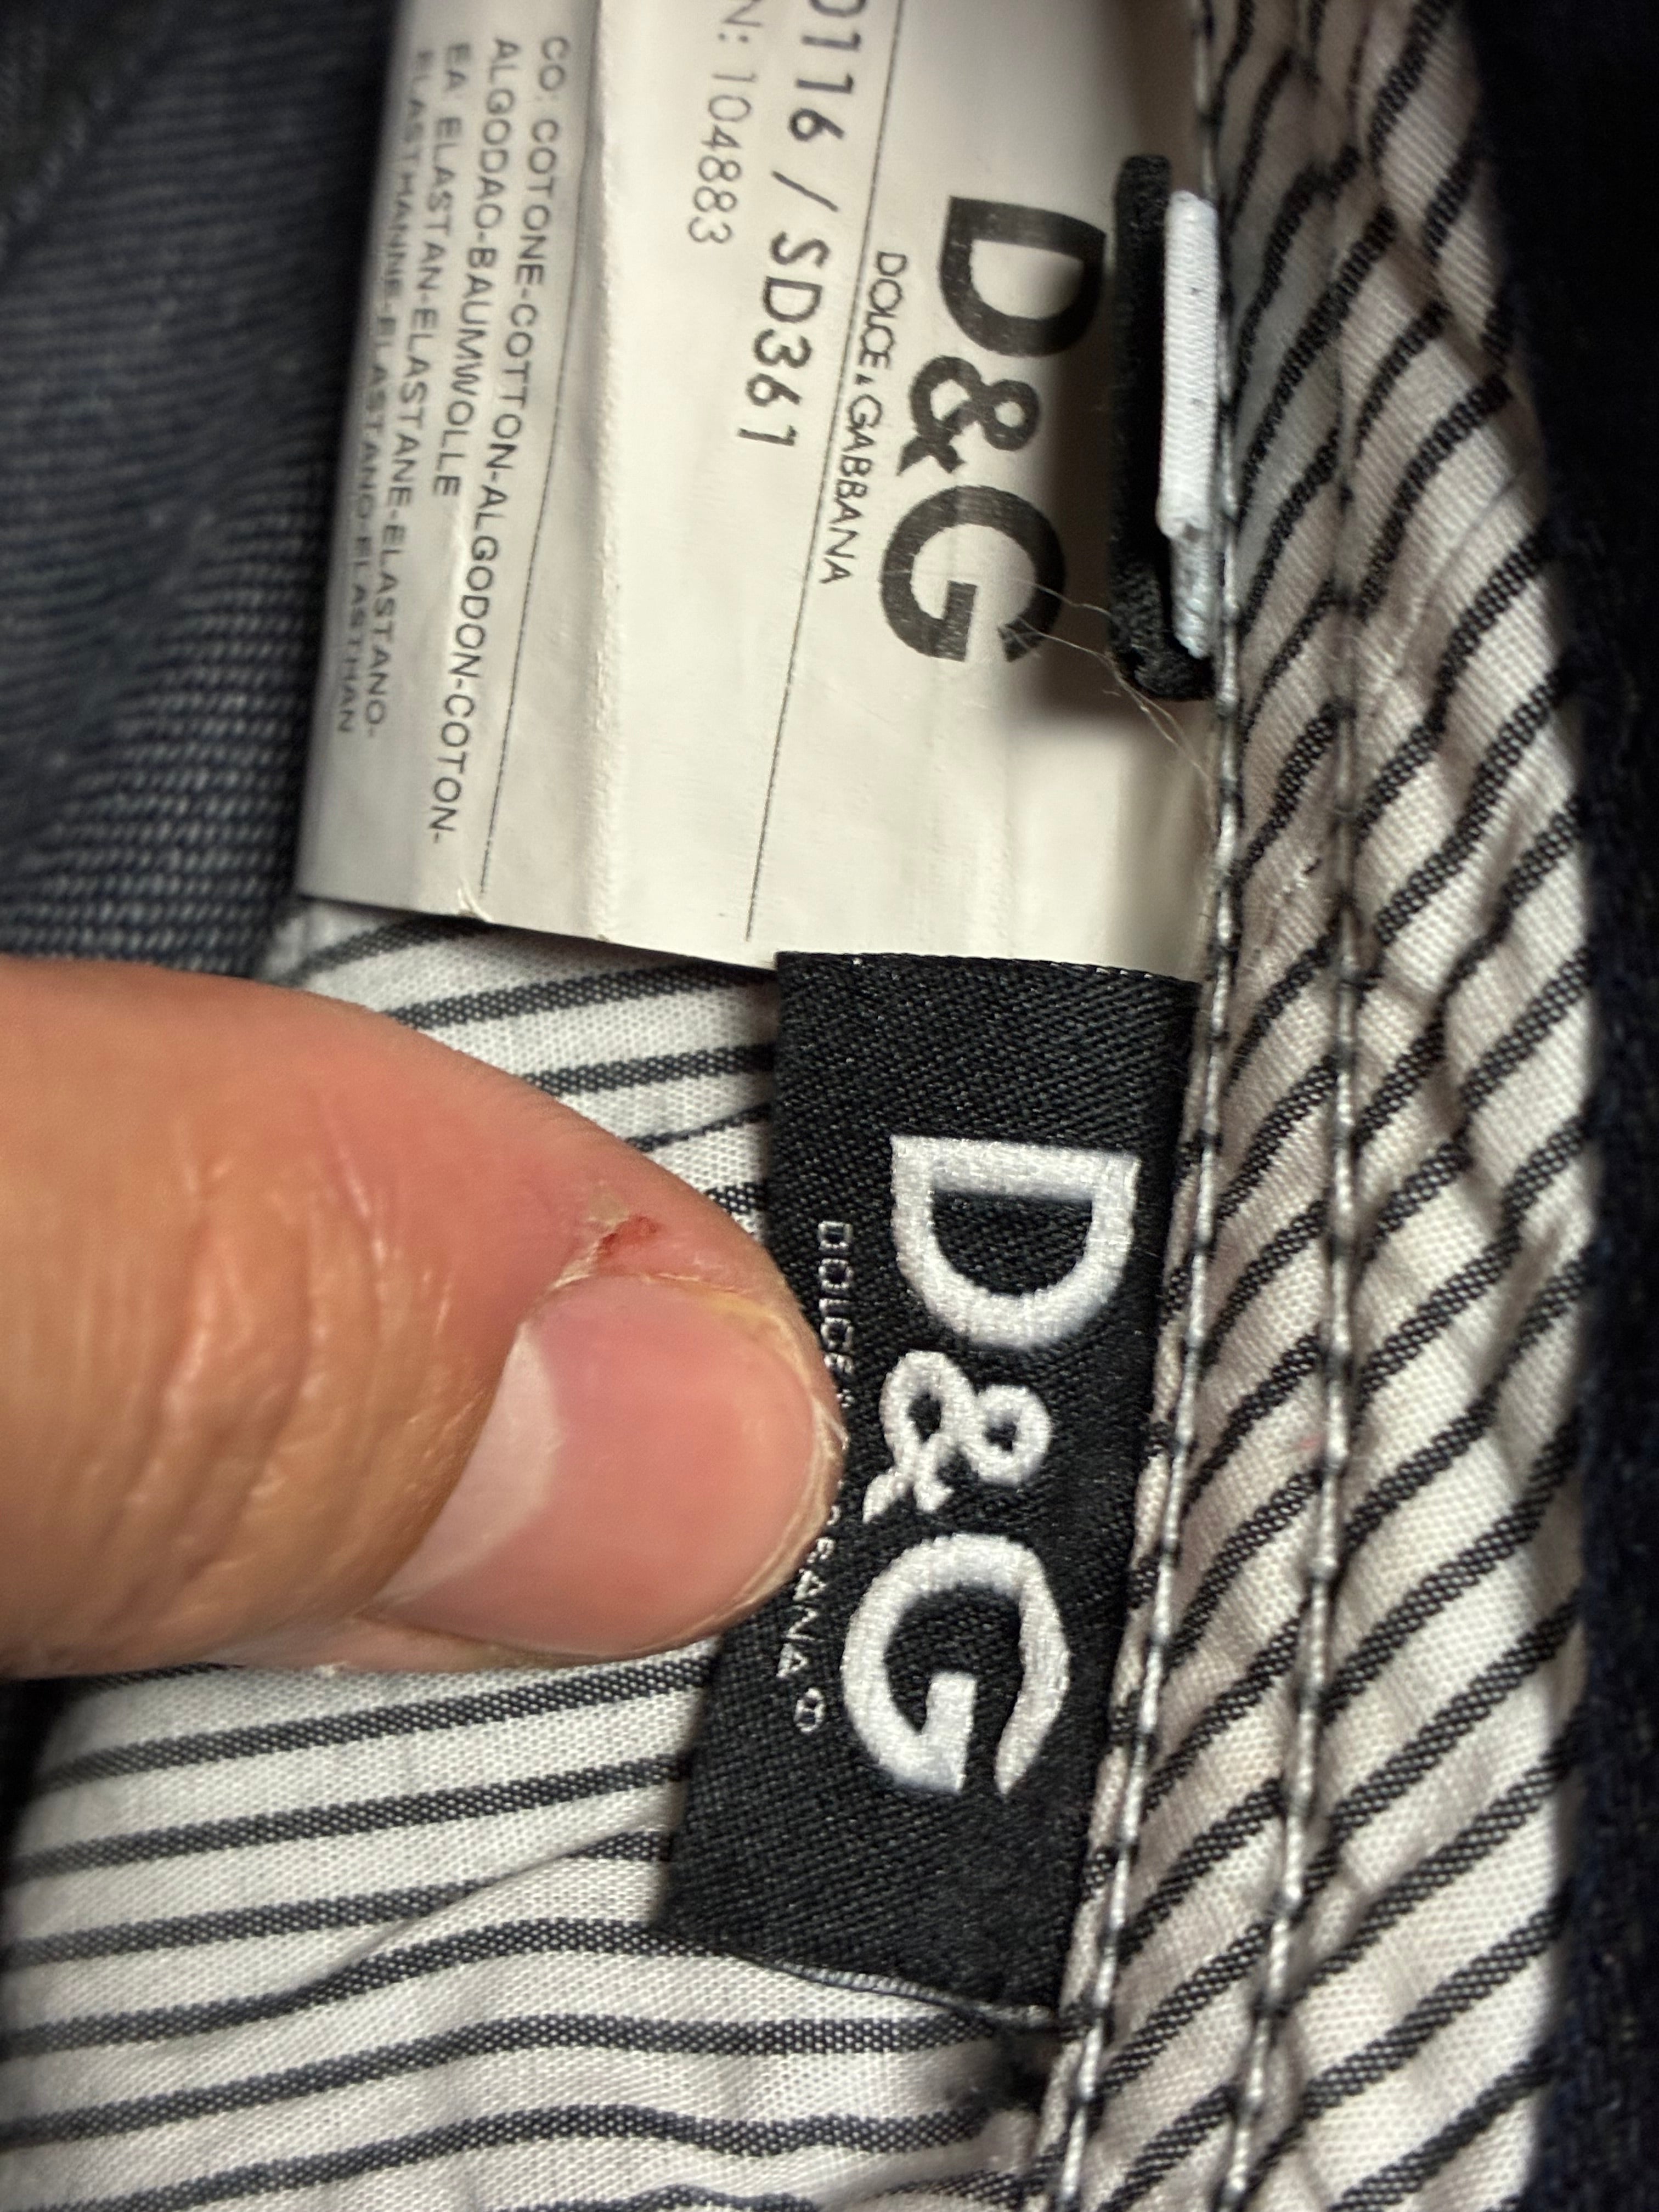 D&G
DOLCE & GABBANA
0116 / SD361
N: 104883
CO: COTONE-COTTON-ALGODON-COTON-
ALGODAO-BAUMWOLLE
EA: ELASTAN-ELASTANE-ELASTANO-
ELASTHANNE-ELASTANO-ELASTHAN
D&G
DOLCE